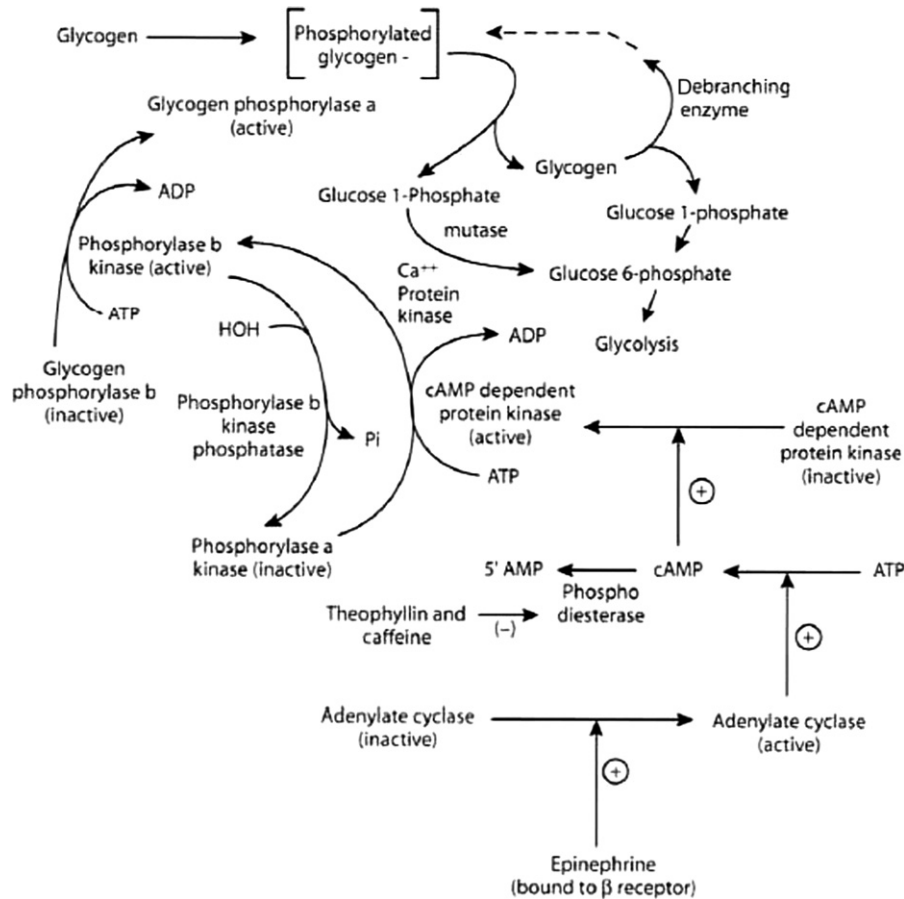 Glycogen
Phosphorylated
glycogen -
Debranching
enzyme
Glycogen phosphorylase a
(active)
Glycogen
ADP
Glucose 1-Phosphate
Glucose 1-phosphate
mutase
Phosphorylase b
kinase (active)
Ca++
Protein
kinase
Glucose 6-phosphate
ATP
HOH
ADP
Glycolysis
Glycogen
phosphorylase b
(inactive)
Phosphorylase b
kinase
phosphatase
Pi
cAMP dependent
protein kinase
(active)
cAMP
dependent
protein kinase
(inactive)
ATP
+
Phosphorylase a
kinase (inactive)
5' AMP
cAMP
ATP
Phospho
diesterase
Theophyllin and
caffeine
(–)
+
Adenylate cyclase
(inactive)
Adenylate cyclase
(active)
+
Epinephrine
(bound to β receptor)